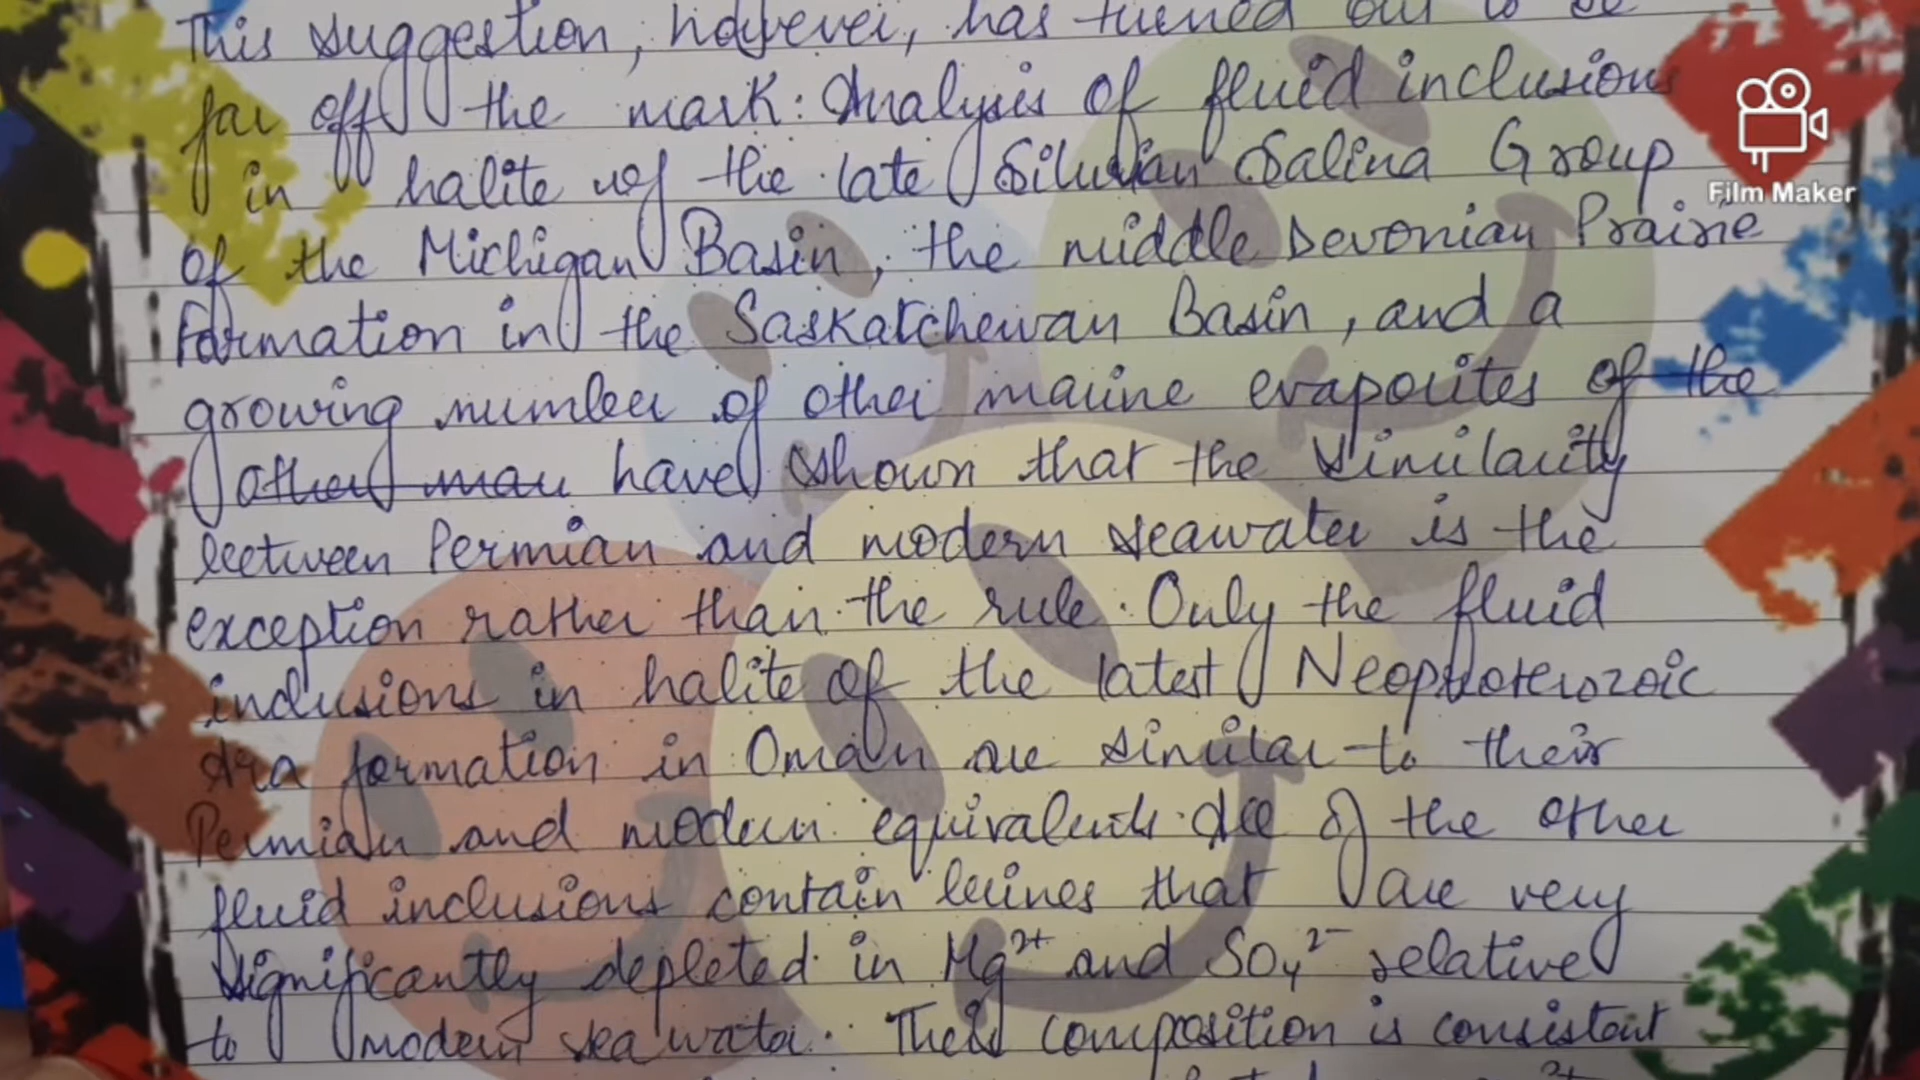 This suggestion, however, has turned out to be
far off the mark: Analysis of fluid inclusions
in halite of the late Silurian Salina Group
of the Michigan Basin, the middle Devonian Prairie
Formation in the Saskatchewan Basin, and a
growing number of other marine evaporites of the
other mar have shown that the similarity
between Permian and modern seawater is the
exception rather than the rule. Only the fluid
inclusions in halite of the latest Neoproterozoic
Ara formation in Oman are similar to their
Permian and modern equivalents. All of the other
fluid inclusions contain brines that are very
significantly depleted in Mg²⁺ and SO₄²⁻ relative
to modern sea water. Their composition is consistent
Film Maker